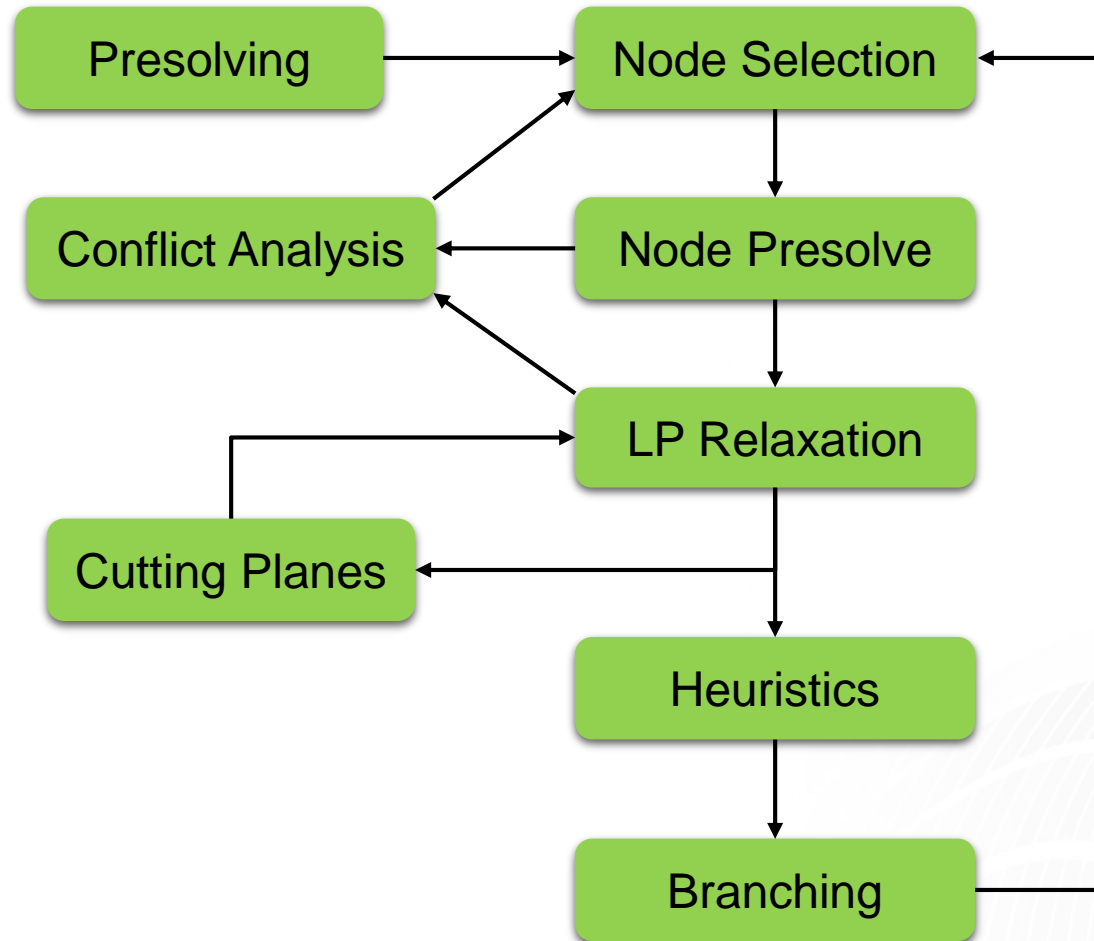 Presolving
Node Selection
Conflict Analysis
Node Presolve
LP Relaxation
Cutting Planes
Heuristics
Branching